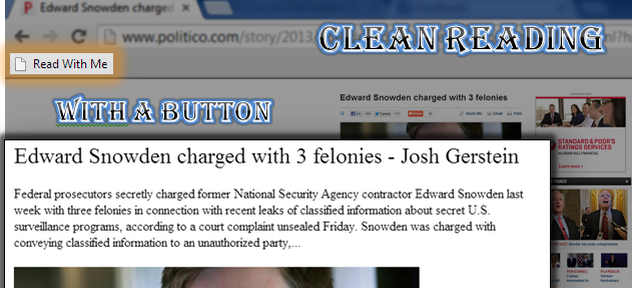 Edward Snowden charged
www.politico.com/story/2013
CLEAN READING
Read With Me
WITH A BUTTON
Edward Snowden charged with 3 felonies
STANDARD & POOR'S
RATINGS SERVICES
McGRAW HILL FINANCIAL
Edward Snowden charged with 3 felonies - Josh Gerstein
Federal prosecutors secretly charged former National Security Agency contractor Edward Snowden last
week with three felonies in connection with recent leaks of classified information about secret U.S.
surveillance programs, according to a court complaint unsealed Friday. Snowden was charged with
conveying classified information to an unauthorized party,...